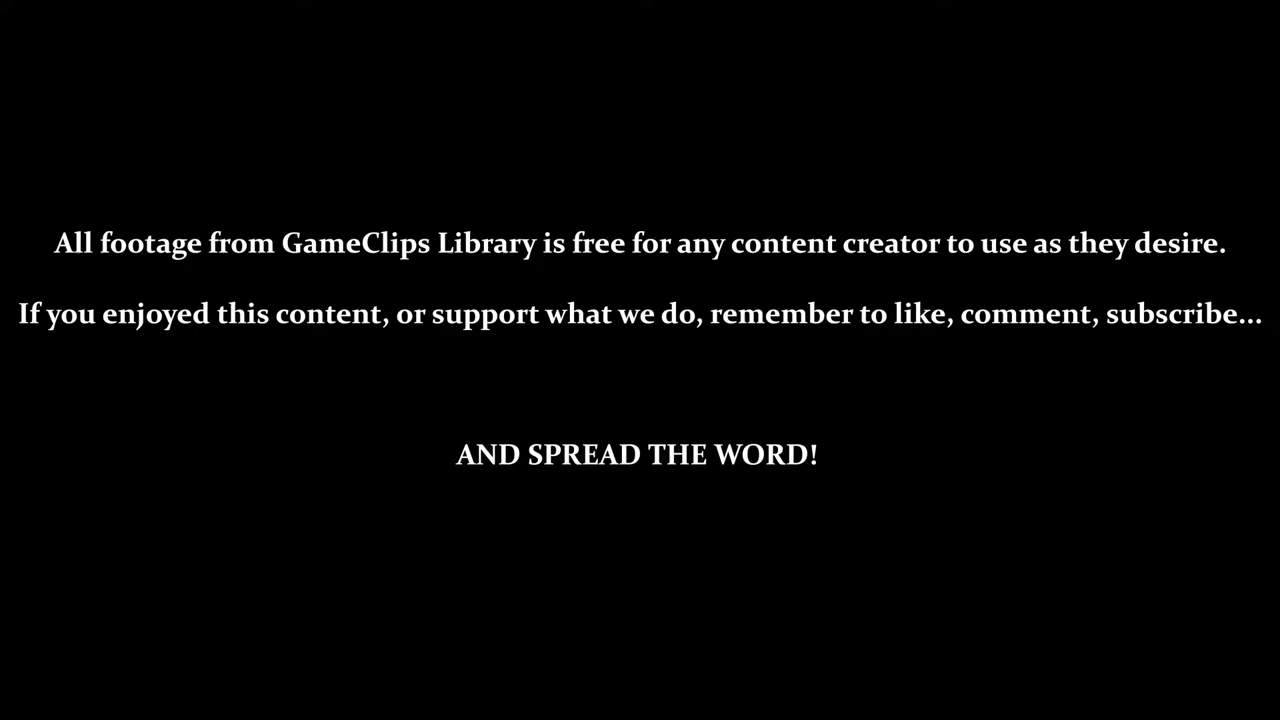 All footage from GameClips Library is free for any content creator to use as they desire.
If you enjoyed this content, or support what we do, remember to like, comment, subscribe...
AND SPREAD THE WORD!